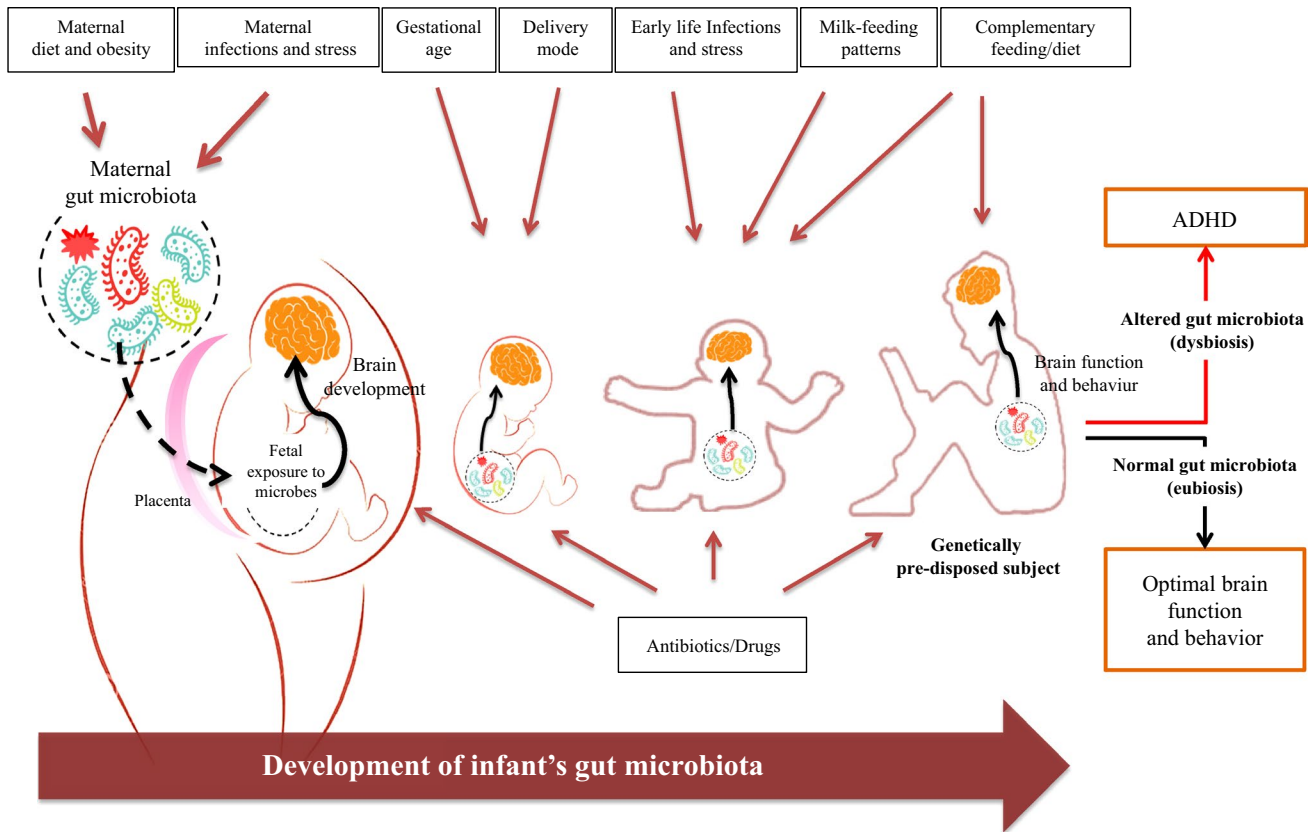 Maternal
diet and obesity
Maternal
infections and stress
Gestational
age
Delivery
mode
Early life Infections
and stress
Milk-feeding
patterns
Complementary
feeding/diet
Maternal
gut microbiota
ADHD
Altered gut microbiota
(dysbiosis)
Brain
development
Brain function
and behaviur
Fetal
exposure to
microbes
Placenta
Normal gut microbiota
(eubiosis)
Genetically
pre-disposed subject
Optimal brain
function
and behavior
Antibiotics/Drugs
Development of infant’s gut microbiota